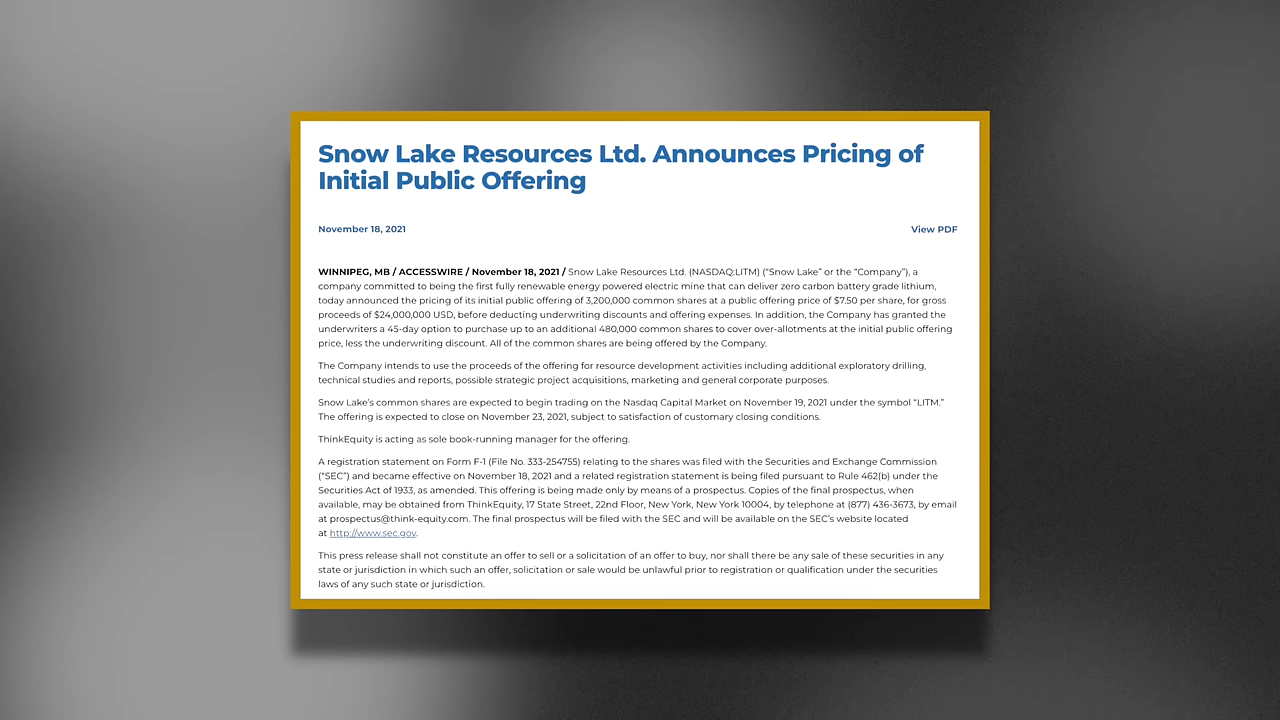 Snow Lake Resources Ltd. Announces Pricing of
Initial Public Offering
November 18, 2021
View PDF
WINNIPEG, MB / ACCESSWIRE / November 18, 2021 / Snow Lake Resources Ltd. (NASDAQ:LITM) (“Snow Lake” or the “Company”), a
company committed to being the first fully renewable energy powered electric mine that can deliver zero carbon battery grade lithium,
today announced the pricing of its initial public offering of 3,200,000 common shares at a public offering price of $7.50 per share, for gross
proceeds of $24,000,000 USD, before deducting underwriting discounts and offering expenses. In addition, the Company has granted the
underwriters a 45-day option to purchase up to an additional 480,000 common shares to cover over-allotments at the initial public offering
price, less the underwriting discount. All of the common shares are being offered by the Company.
The Company intends to use the proceeds of the offering for resource development activities including additional exploratory drilling,
technical studies and reports, possible strategic project acquisitions, marketing and general corporate purposes.
Snow Lake’s common shares are expected to begin trading on the Nasdaq Capital Market on November 19, 2021 under the symbol “LITM.”
The offering is expected to close on November 23, 2021, subject to satisfaction of customary closing conditions.
ThinkEquity is acting as sole book-running manager for the offering.
A registration statement on Form F-1 (File No. 333-254755) relating to the shares was filed with the Securities and Exchange Commission
(“SEC”) and became effective on November 18, 2021 and a related registration statement is being filed pursuant to Rule 462(b) under the
Securities Act of 1933, as amended. This offering is being made only by means of a prospectus. Copies of the final prospectus, when
available, may be obtained from ThinkEquity, 17 State Street, 22nd Floor, New York, New York 10004, by telephone at (877) 436-3673, by email
at prospectus@think-equity.com. The final prospectus will be filed with the SEC and will be available on the SEC’s website located
at http://www.sec.gov.
This press release shall not constitute an offer to sell or a solicitation of an offer to buy, nor shall there be any sale of these securities in any
state or jurisdiction in which such an offer, solicitation or sale would be unlawful prior to registration or qualification under the securities
laws of any such state or jurisdiction.